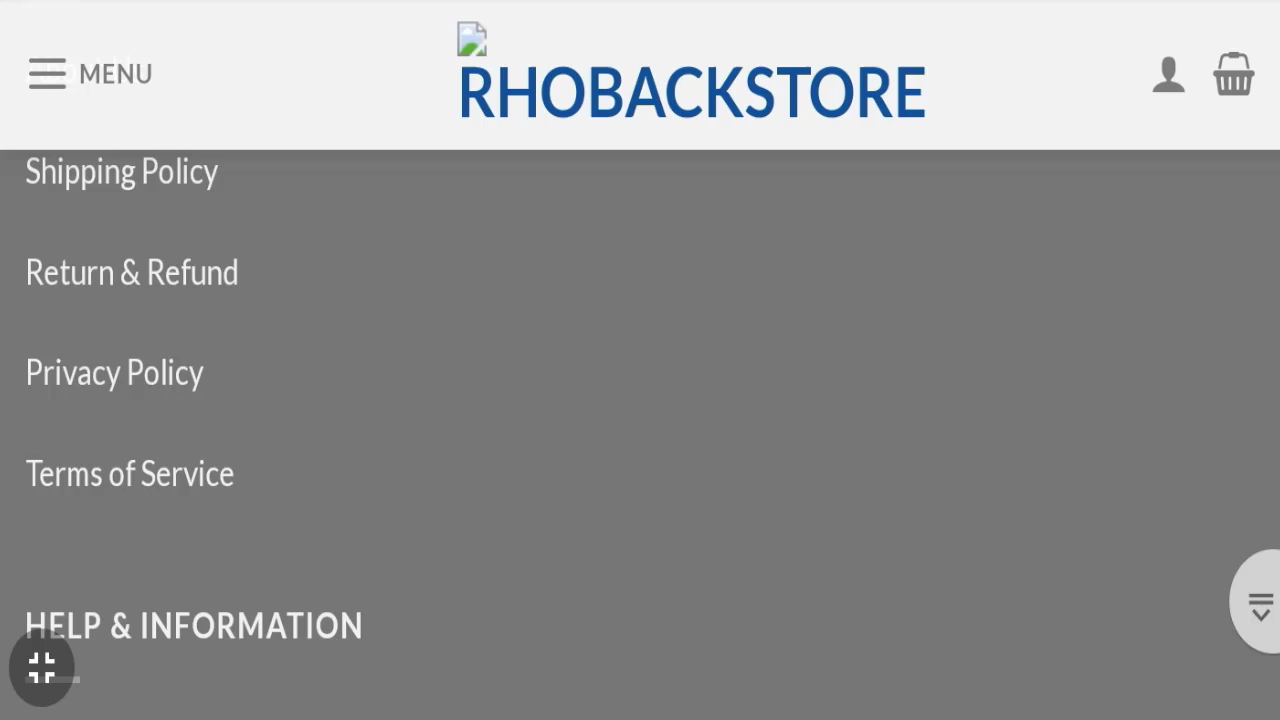 MENU
RHOBACKSTORE
Shipping Policy
Return & Refund
Privacy Policy
Terms of Service
HELP & INFORMATION